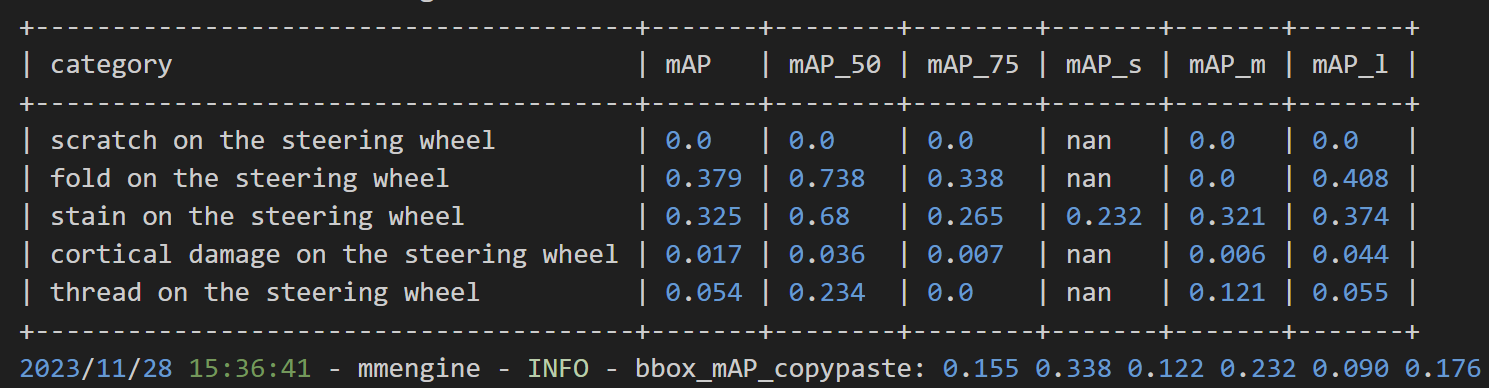 +----------------------------------------+-------+--------+--------+-------+-------+-------+
| category                               | mAP   | mAP_50 | mAP_75 | mAP_s | mAP_m | mAP_l |
+----------------------------------------+-------+--------+--------+-------+-------+-------+
| scratch on the steering wheel          | 0.0   | 0.0    | 0.0    | nan   | 0.0   | 0.0   |
| fold on the steering wheel             | 0.379 | 0.738  | 0.338  | nan   | 0.0   | 0.408 |
| stain on the steering wheel            | 0.325 | 0.68   | 0.265  | 0.232 | 0.321 | 0.374 |
| cortical damage on the steering wheel | 0.017 | 0.036  | 0.007  | nan   | 0.006 | 0.044 |
| thread on the steering wheel           | 0.054 | 0.234  | 0.0    | nan   | 0.121 | 0.055 |
+----------------------------------------+-------+--------+--------+-------+-------+-------+
2023/11/28 15:36:41 - mmengine - INFO - bbox_mAP_copypaste: 0.155 0.338 0.122 0.232 0.090 0.176